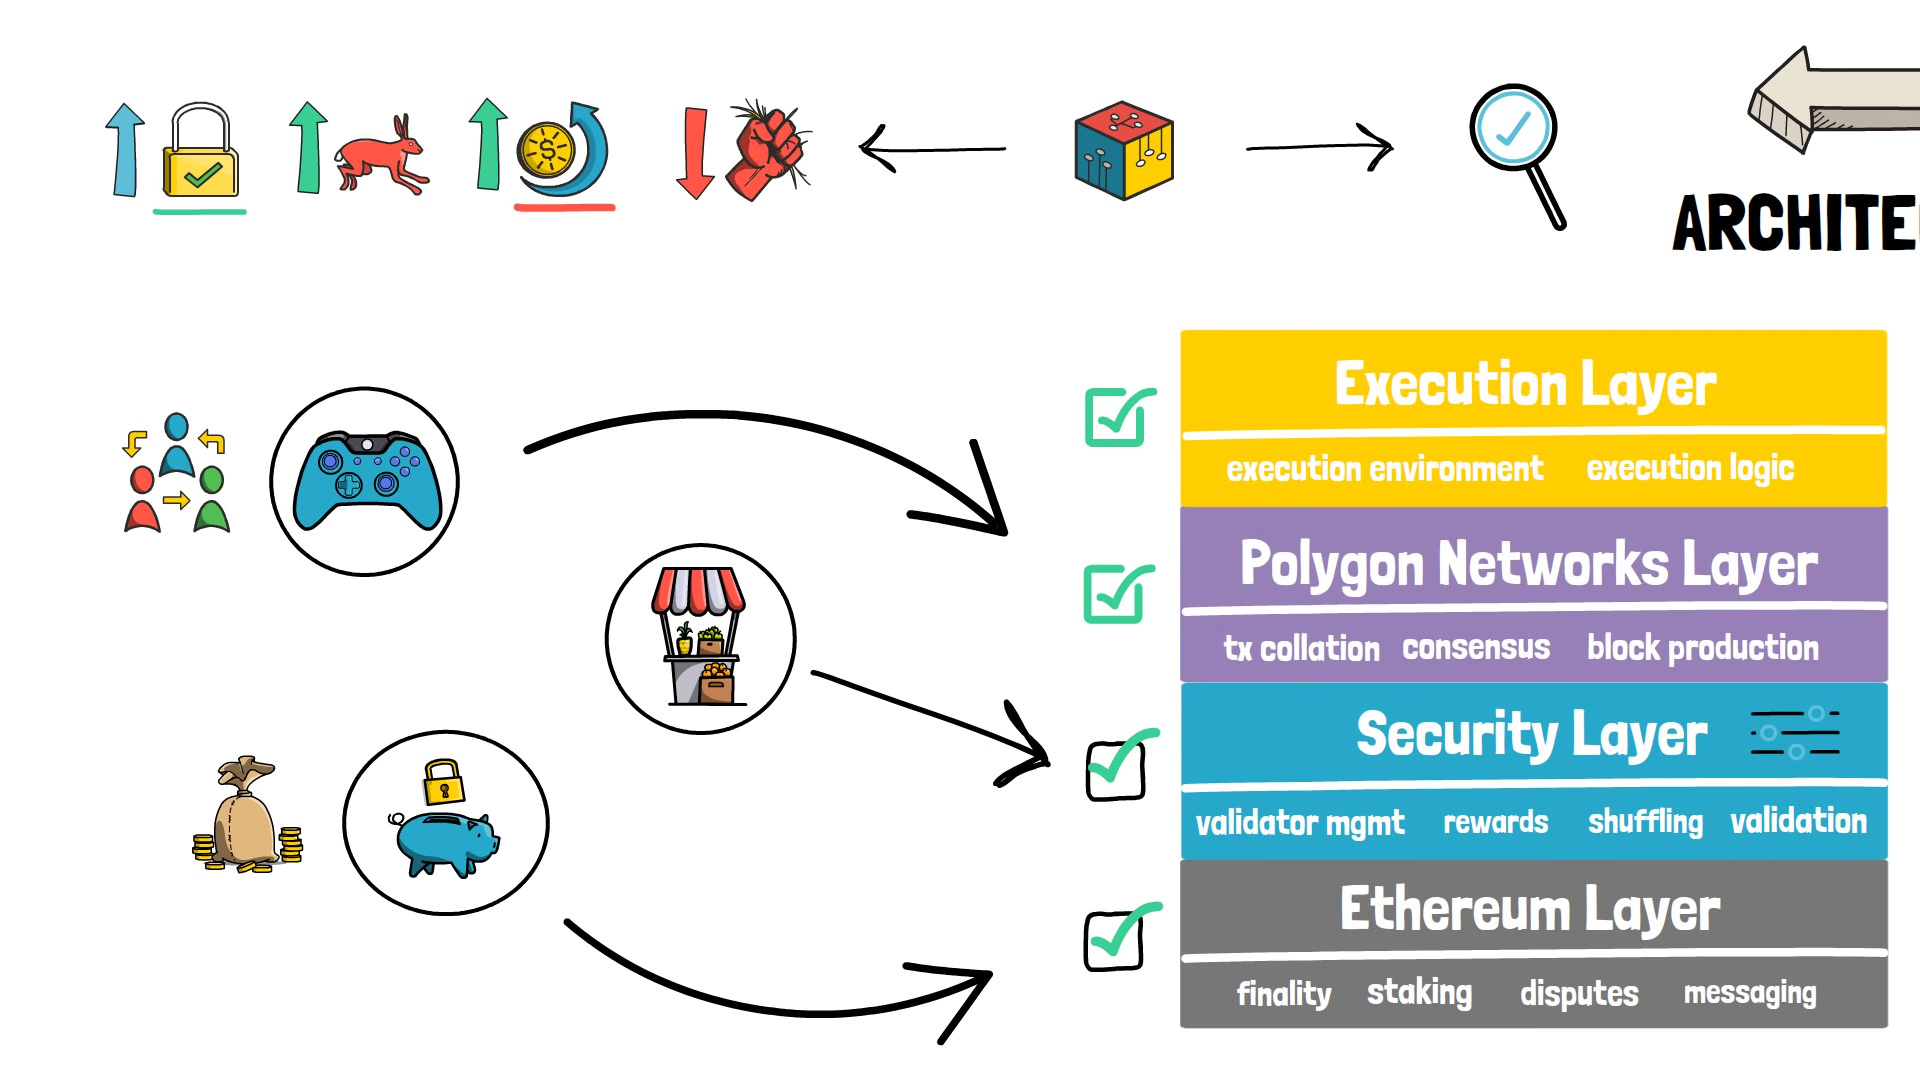 ARCHITE
Execution Layer
execution environment execution logic
Polygon Networks Layer
tx collation consensus block production
Security Layer
validator mgmt rewards shuffling validation
Ethereum Layer
finality staking disputes messaging